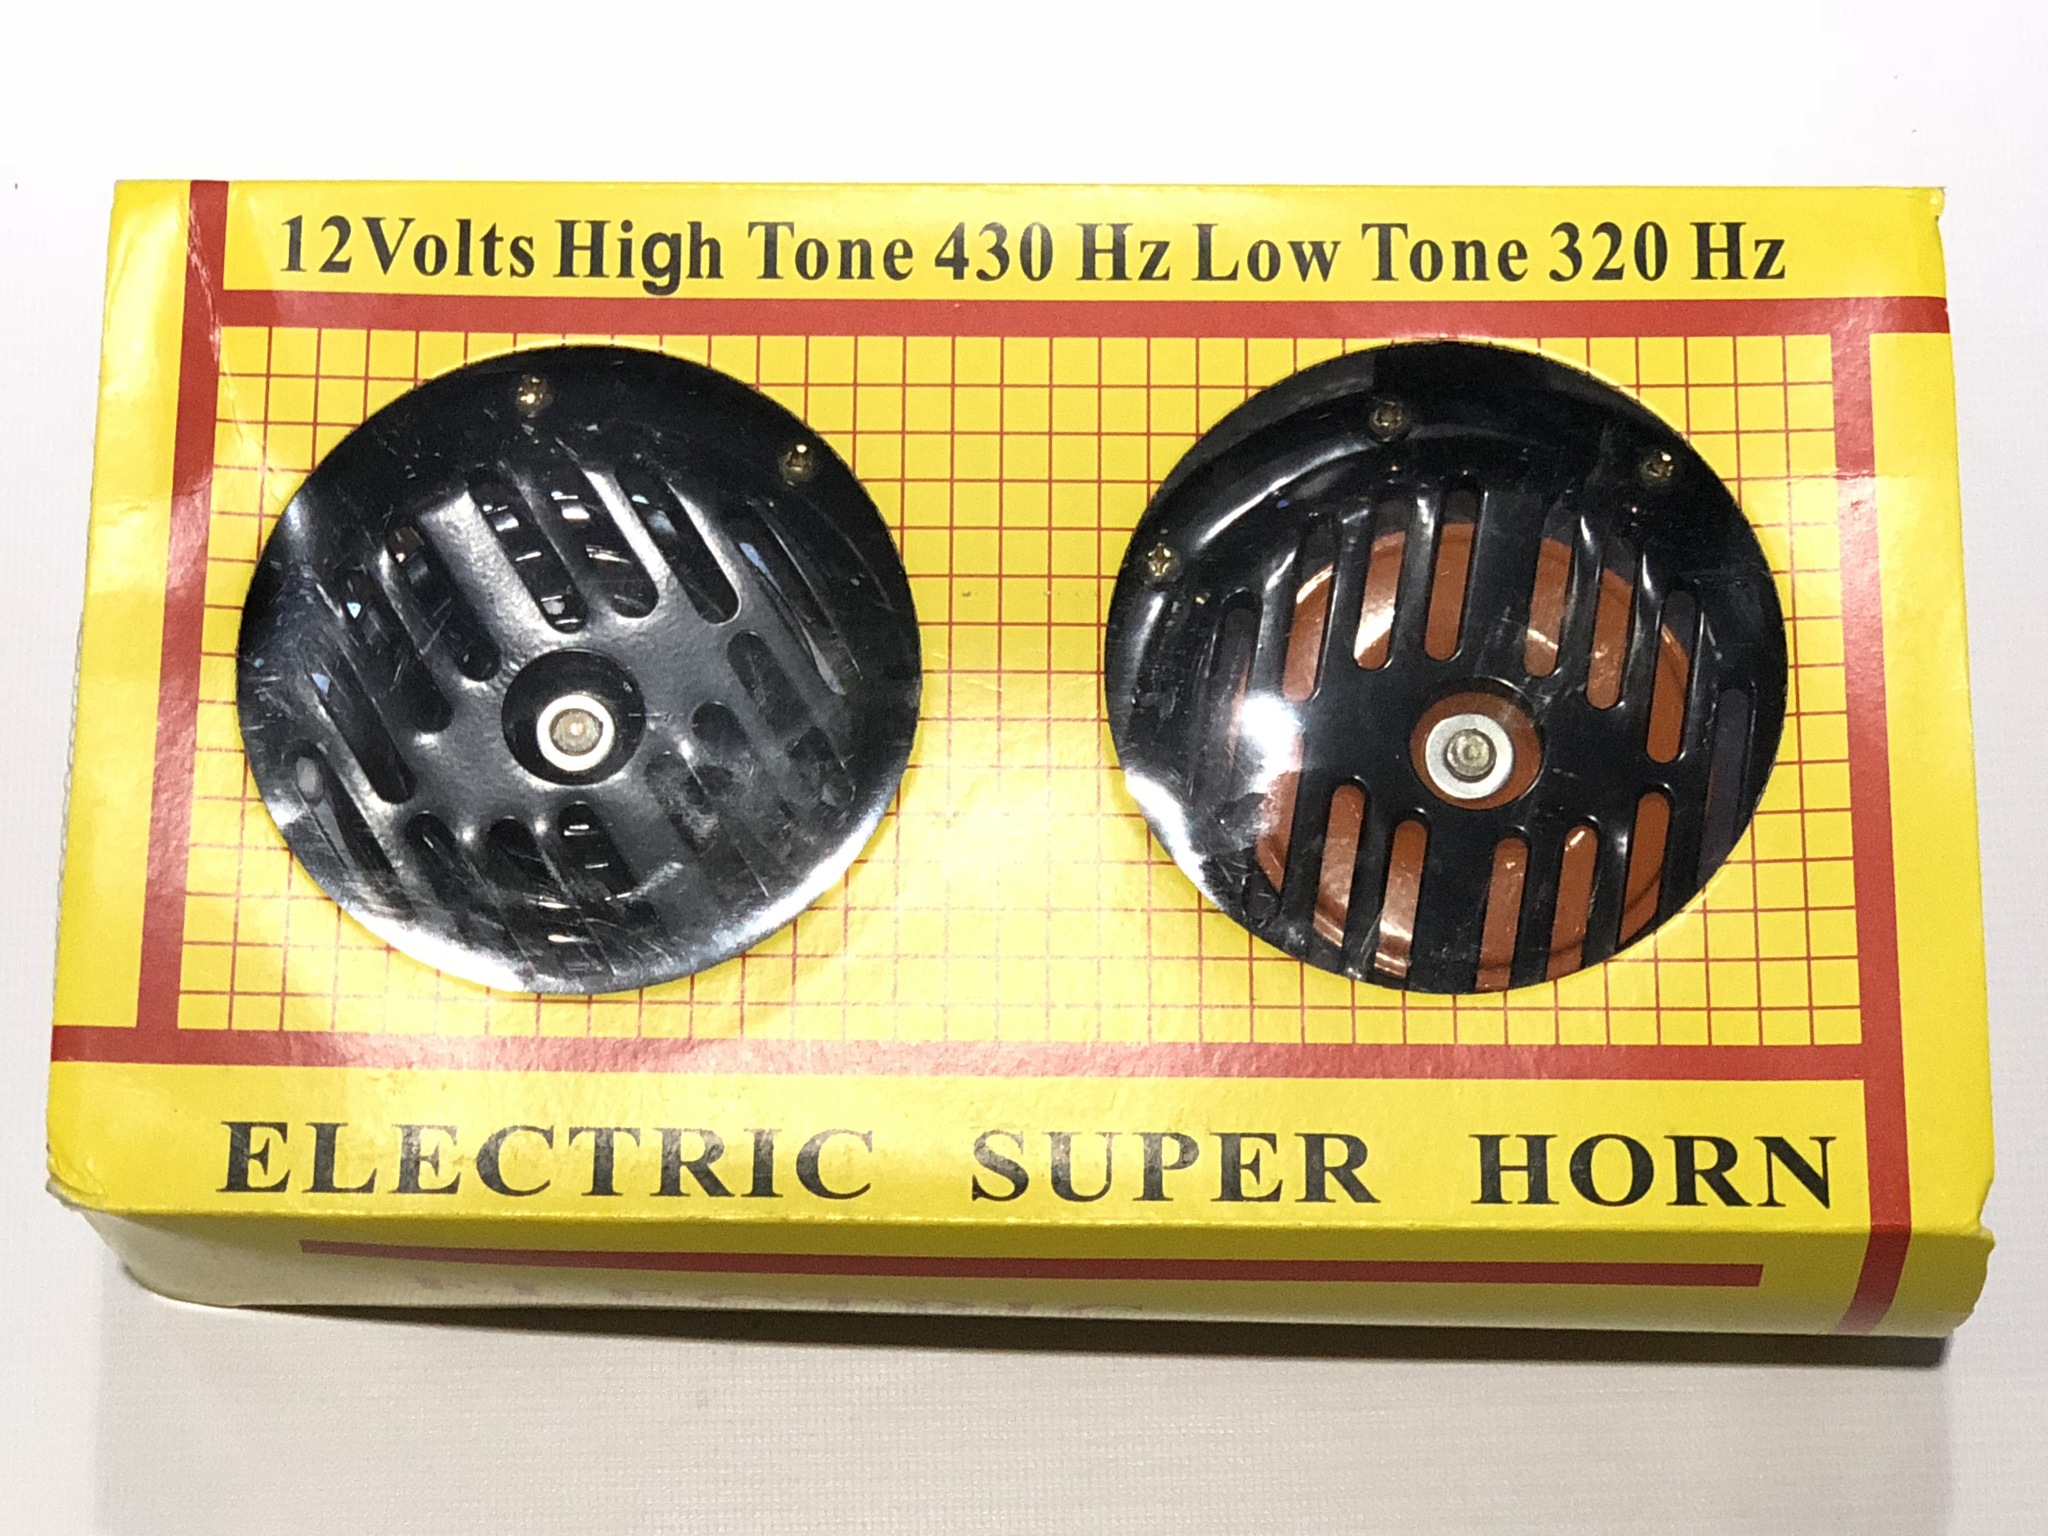 12Volts High Tone 430 Hz Low Tone 320 Hz
ELECTRIC SUPER HORN